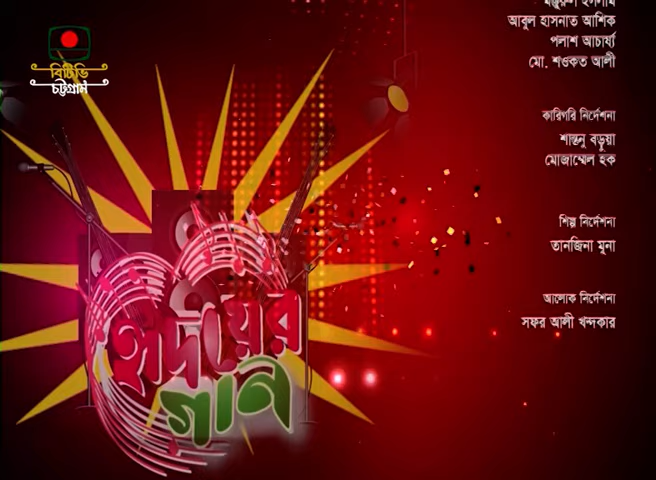 বিটিভি
চট্টগ্রাম
আবুল হাসনাত আশিক
পলাশ আচার্য্য
মো. শওকত আলী
কারিগরি নির্দেশনা
শান্তনু বড়ুয়া
মোজাম্মেল হক
শিল্প নির্দেশনা
তানজিনা মুনা
আলোক নির্দেশনা
সফর আলী খন্দকার
হৃদয়ের
গান